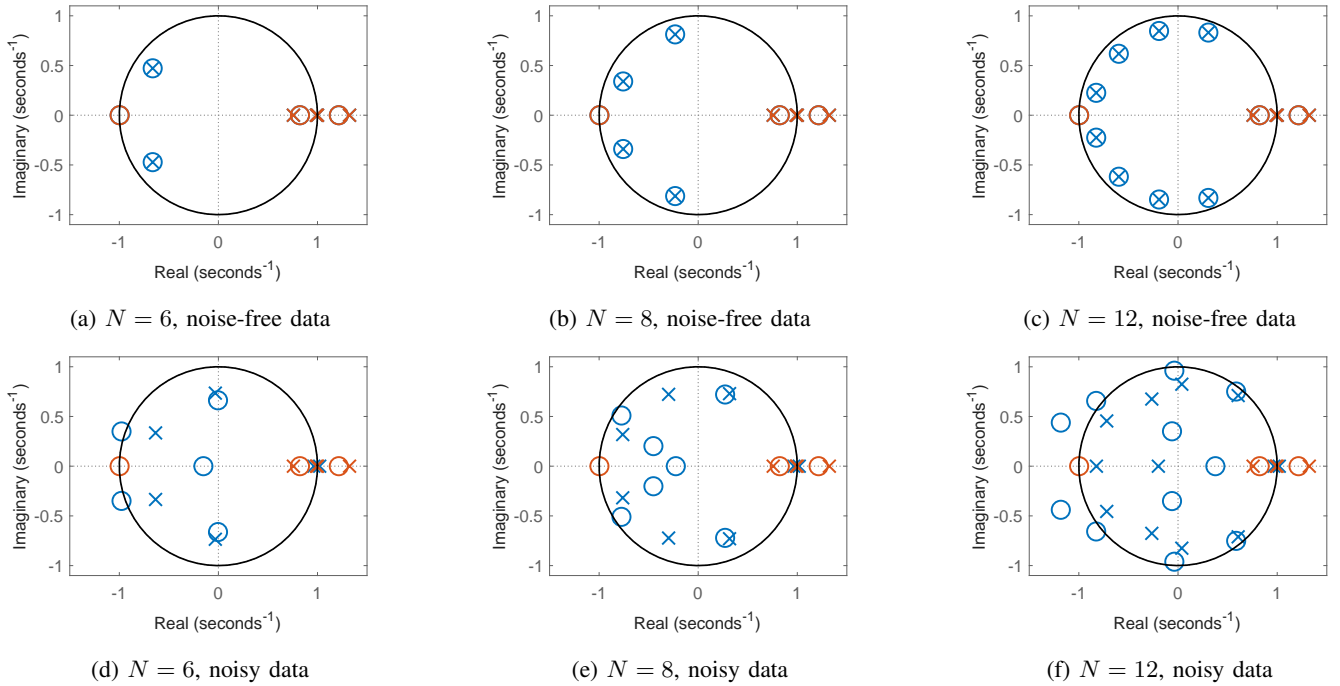 1
0.5
0
-0.5
-1
Imaginary (seconds⁻¹)
-1 0 1
Real (seconds⁻¹)
(a) N = 6, noise-free data
1
0.5
0
-0.5
-1
Imaginary (seconds⁻¹)
-1 0 1
Real (seconds⁻¹)
(b) N = 8, noise-free data
1
0.5
0
-0.5
-1
Imaginary (seconds⁻¹)
-1 0 1
Real (seconds⁻¹)
(c) N = 12, noise-free data
1
0.5
0
-0.5
-1
Imaginary (seconds⁻¹)
-1 0 1
Real (seconds⁻¹)
(d) N = 6, noisy data
1
0.5
0
-0.5
-1
Imaginary (seconds⁻¹)
-1 0 1
Real (seconds⁻¹)
(e) N = 8, noisy data
1
0.5
0
-0.5
-1
Imaginary (seconds⁻¹)
-1 0 1
Real (seconds⁻¹)
(f) N = 12, noisy data